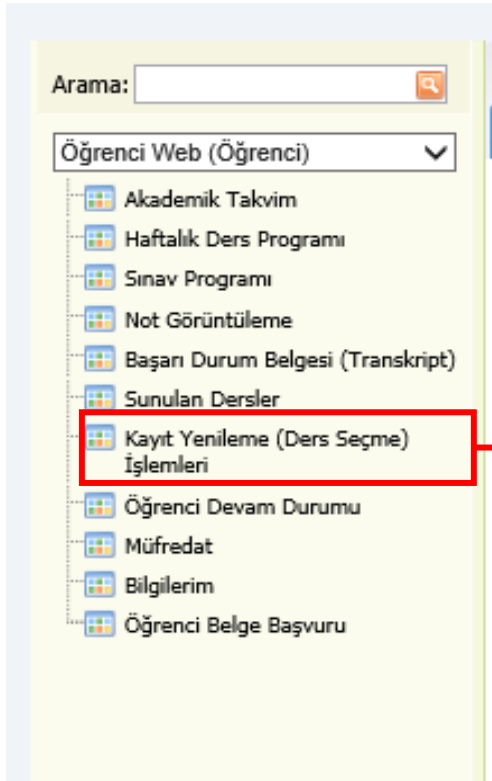 Arama:
Öğrenci Web (Öğrenci)
Akademik Takvim
Haftalık Ders Programı
Sınav Programı
Not Görüntüleme
Başarı Durum Belgesi (Transkript)
Sunulan Dersler
Kayıt Yenileme (Ders Seçme)
İşlemleri
Öğrenci Devam Durumu
Müfredat
Bilgilerim
Öğrenci Belge Başvuru